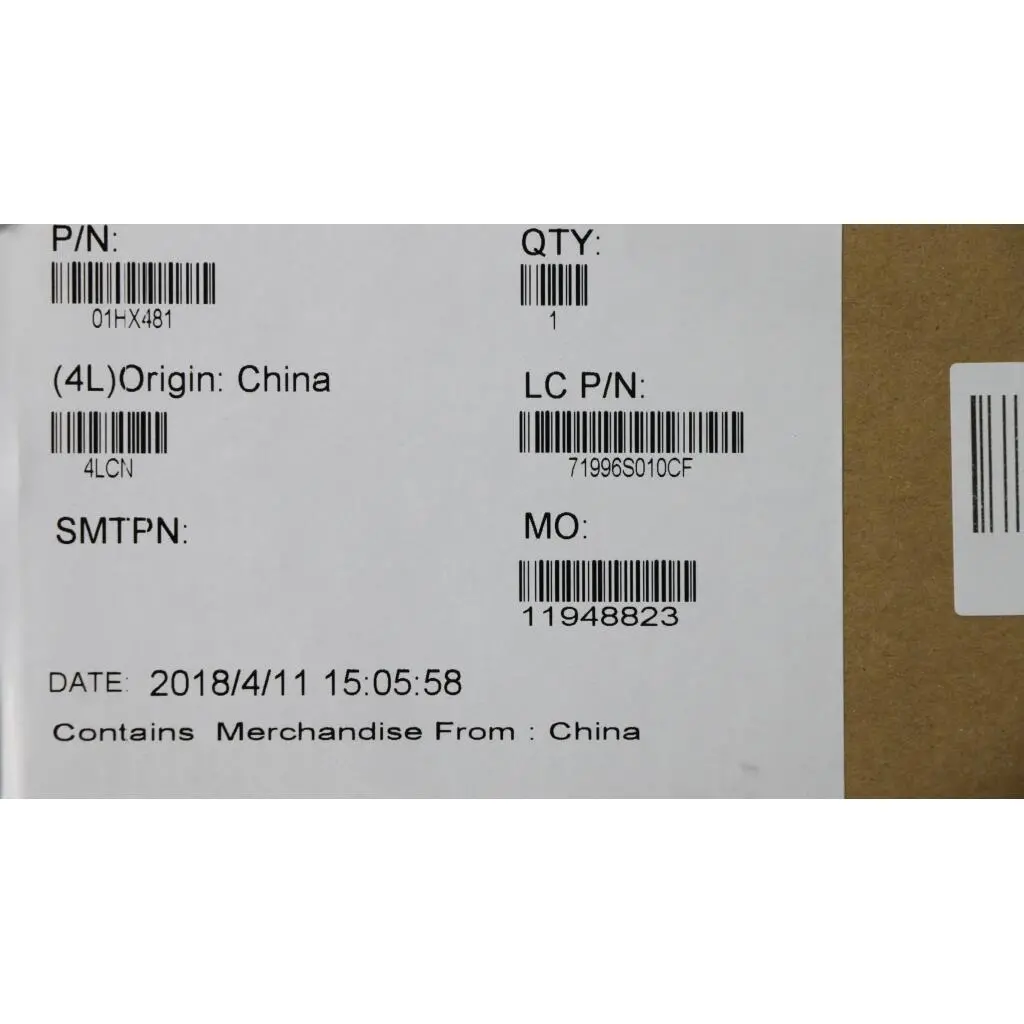 P/N:
01HX481
QTY:
1
(4L)Origin: China
4LCN
LC P/N:
71996S010CF
SMTPN:
MO:
11948823
DATE: 2018/4/11 15:05:58
Contains Merchandise From : China